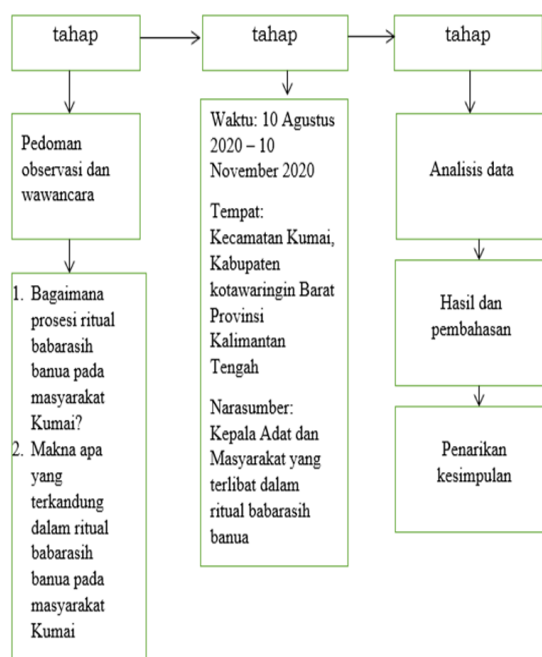 tahap
tahap
tahap
Pedoman
observasi dan
wawancara
1. Bagaimana
prosesi ritual
babarasih
banua pada
masyarakat
Kumai?
2. Makna apa
yang
terkandung
dalam ritual
babarasih
banua pada
masyarakat
Kumai
Waktu: 10 Agustus
2020 – 10
November 2020
Tempat:
Kecamatan Kumai,
Kabupaten
kotawaringin Barat
Provinsi
Kalimantan
Tengah
Narasumber:
Kepala Adat dan
Masyarakat yang
terlibat dalam
ritual babarasih
banua
Analisis data
Hasil dan
pembahasan
Penarikan
kesimpulan